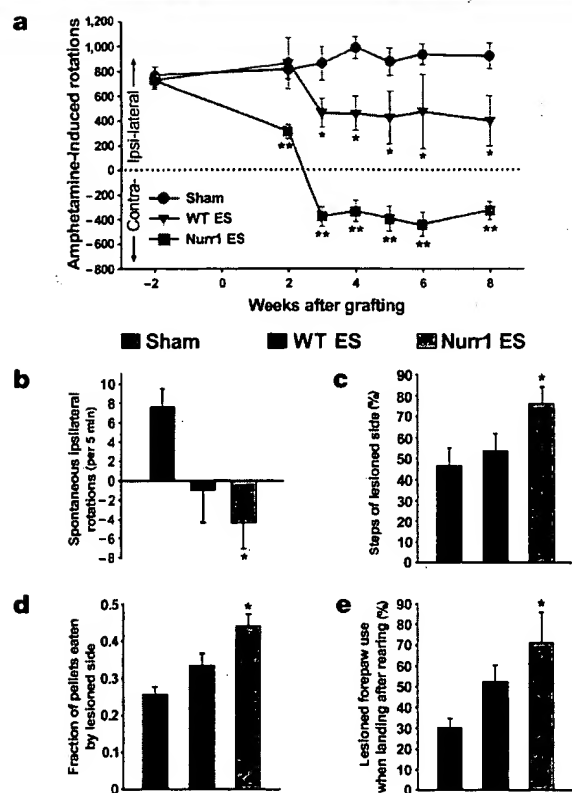 a
Amphetamine-Induced rotations
Contra- Ipsi-lateral
1,200
1,000
800
600
400
200
0
−200
−400
−600
−800
** * * * * *
** ** ** ** **
Sham
WT ES
Nurr1 ES
−2 0 2 4 6 8
Weeks after grafting
Sham WT ES Nurr1 ES
b
Spontaneous ipsilateral
rotations (per 5 min)
10
8
6
4
2
0
−2
−4
−6
−8
*
c
Steps of lesioned side (%)
90
80
70
60
50
40
30
20
10
0
*
d
Fraction of pellets eaten
by lesioned side
0.5
0.4
0.3
0.2
0.1
0
*
e
Lesioned forepaw use
when landing after rearing (%)
90
80
70
60
50
40
30
20
10
0
*